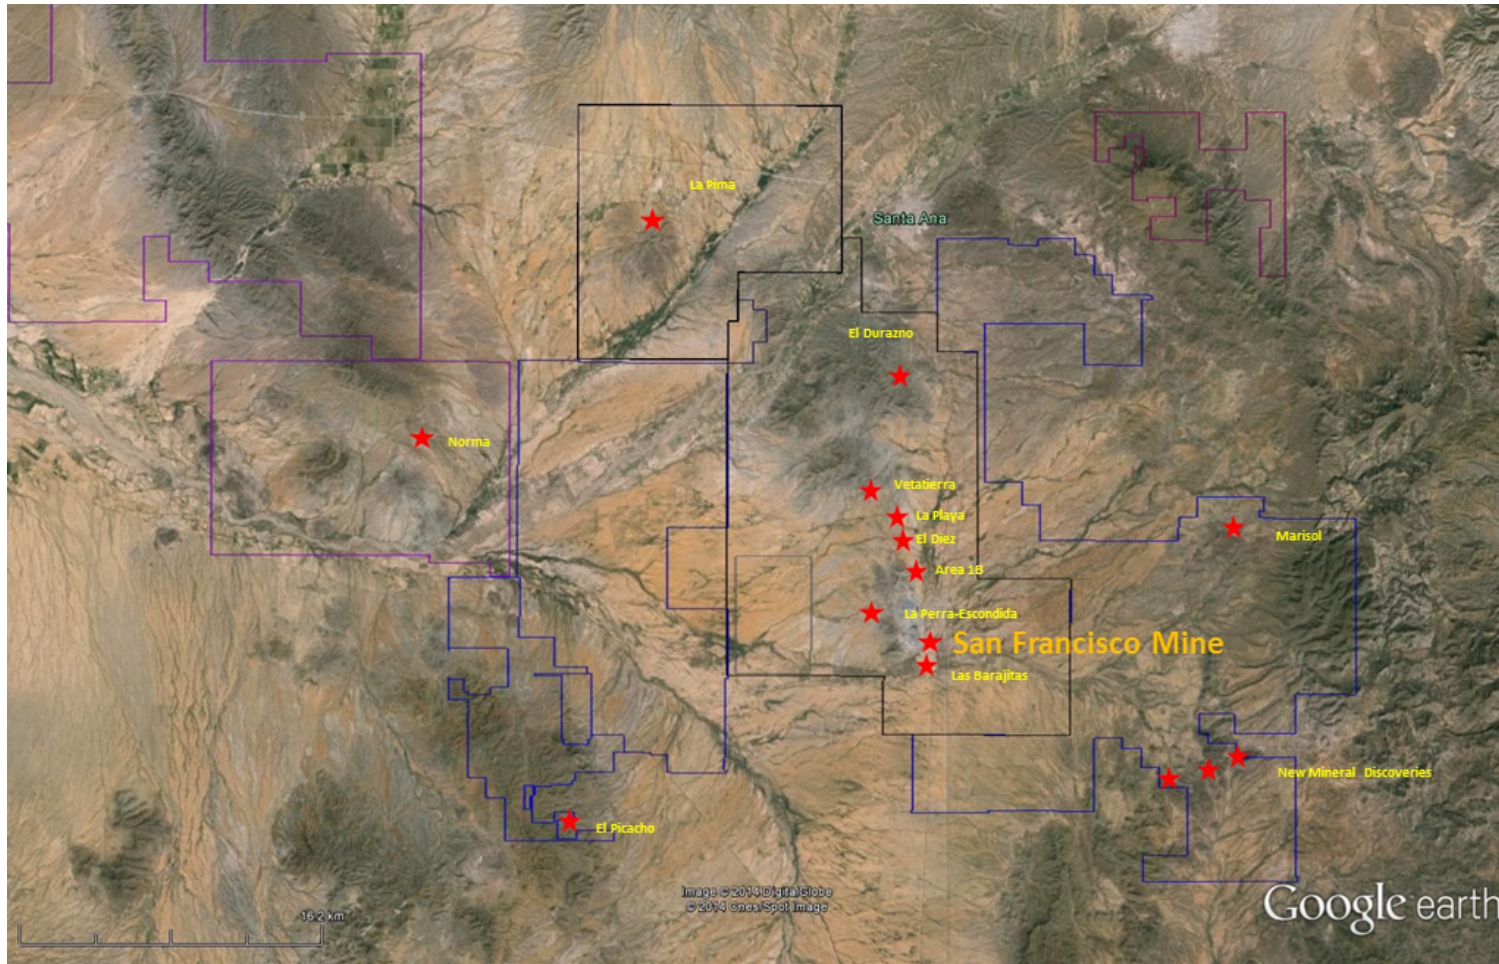 La Pima
Santa Ana
El Durazno
Norma
Vetatierra
La Playa
El Diez
Marisol
Area 1B
La Perra-Escondida
San Francisco Mine
Las Barajitas
New Mineral Discoveries
El Picacho
Image © 2014 DigitalGlobe
© 2014 Cnes/Spot Image
16.2 km
Google earth